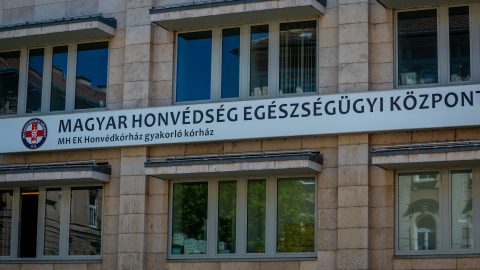 MAGYAR HONVÉDSÉG EGÉSZSÉGÜGYI KÖZPONT
MH EK Honvédkórház gyakorló kórház